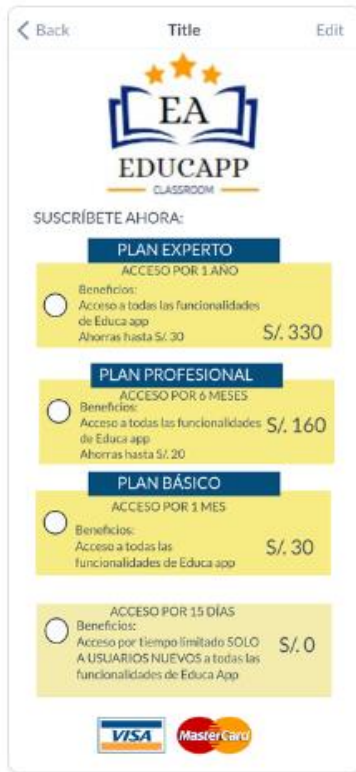 Back Title Edit
EA
EDUCAPP
CLASSROOM
SUSCRÍBETE AHORA:
PLAN EXPERTO
ACCESO POR 1 AÑO
Beneficios:
Acceso a todas las funcionalidades
de Educa app
Ahorras hasta S/. 30
S/. 330
PLAN PROFESIONAL
ACCESO POR 6 MESES
Beneficios:
Acceso a todas las funcionalidades
de Educa app
Ahorras hasta S/. 20
S/. 160
PLAN BÁSICO
ACCESO POR 1 MES
Beneficios:
Acceso a todas las
funcionalidades de Educa app
S/. 30
ACCESO POR 15 DÍAS
Beneficios:
Acceso por tiempo limitado SOLO
A USUARIOS NUEVOS a todas las
funcionalidades de Educa App
S/. 0
VISA MasterCard